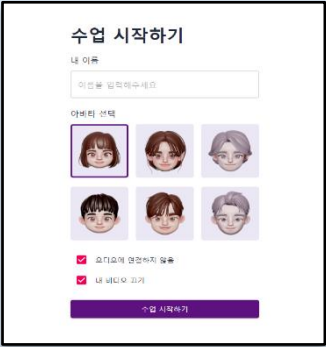 수업 시작하기
내 이름
이름을 입력해주세요
아바타 선택
오디오에 연결하지 않음
내 비디오 끄기
수업 시작하기